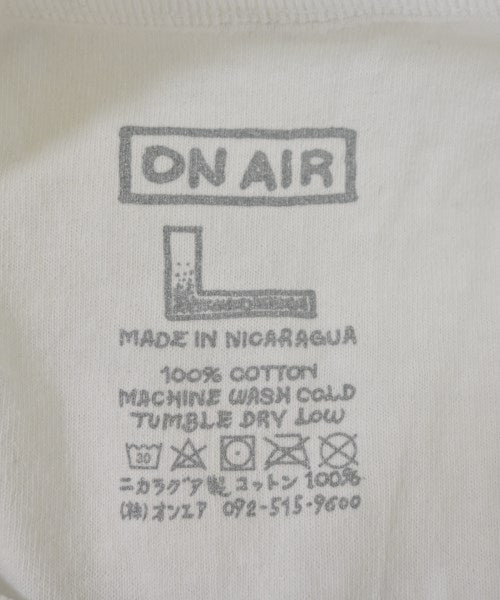 ON AIR
L
MADE IN NICARAGUA
100% COTTON
MACHINE WASH COLD
TUMBLE DRY LOW
30
ニカラグア製 コットン 100%
(株)オンエア 092-515-9600